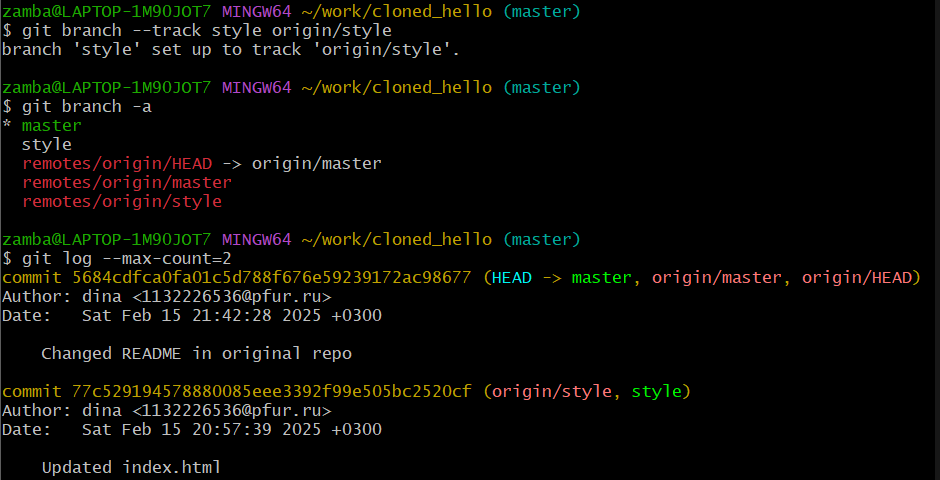 zamba@LAPTOP-1M90JOT7 MINGW64 ~/work/cloned_hello (master)
$ git branch --track style origin/style
branch 'style' set up to track 'origin/style'.
zamba@LAPTOP-1M90JOT7 MINGW64 ~/work/cloned_hello (master)
$ git branch -a
* master
  style
  remotes/origin/HEAD -> origin/master
  remotes/origin/master
  remotes/origin/style
zamba@LAPTOP-1M90JOT7 MINGW64 ~/work/cloned_hello (master)
$ git log --max-count=2
commit 5684cdfca0fa01c5d788f676e59239172ac98677 (HEAD -> master, origin/master, origin/HEAD)
Author: dina <1132226536@pfur.ru>
Date:   Sat Feb 15 21:42:28 2025 +0300
    Changed README in original repo
commit 77c529194578880085eee3392f99e505bc2520cf (origin/style, style)
Author: dina <1132226536@pfur.ru>
Date:   Sat Feb 15 20:57:39 2025 +0300
    Updated index.html